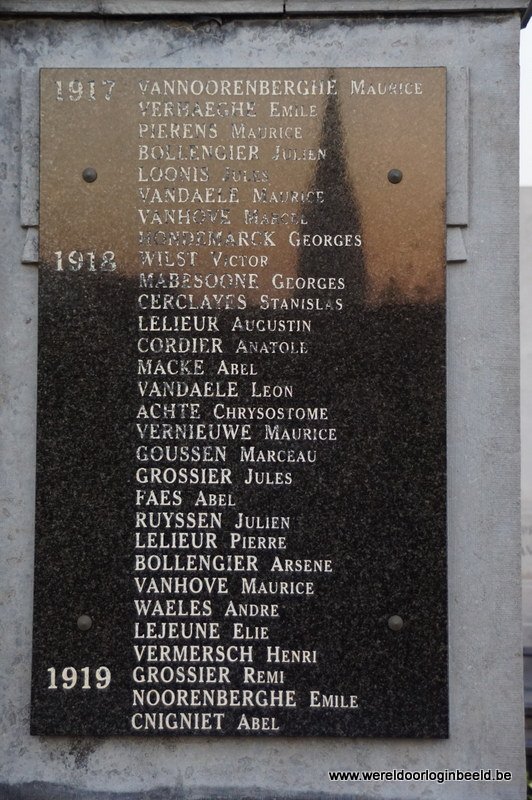 1917 VANNOORENBERGHE MAURICE
VERHAEGHE EMILE
PIERENS MAURICE
BOLLENGIER JULIEN
LOONIS JULES
VANDAELE MAURICE
VANHOVE MARCEL
HONDEMARCK GEORGES
1918 WILST VICTOR
MABESOONE GEORGES
CERCLAYES STANISLAS
LELIEUR AUGUSTIN
CORDIER ANATOLE
MACKE ABEL
VANDAELE LEON
ACHTE CHRYSOSTOME
VERNIEUWE MAURICE
GOUSSEN MARCEAU
GROSSIER JULES
FAES ABEL
RUYSSEN JULIEN
LELIEUR PIERRE
BOLLENGIER ARSENE
VANHOVE MAURICE
WAELES ANDRE
LEJEUNE ELIE
VERMERSCH HENRI
1919 GROSSIER REMI
NOORENBERGHE EMILE
CNIGNIET ABEL
www.wereldoorloginbeeld.be